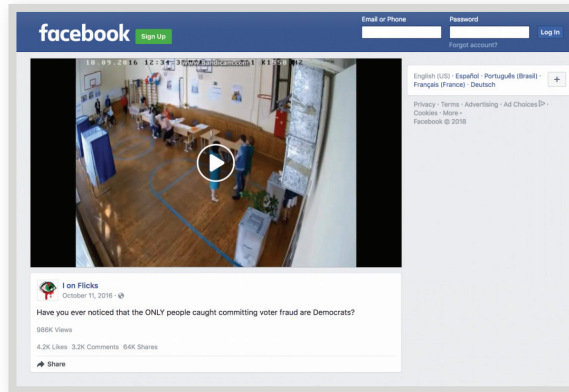 facebook
Sign Up
Email or Phone
Password
Log In
Forgot account?
English (US) · Español · Português (Brasil) ·
Français (France) · Deutsch
+
Privacy · Terms · Advertising · Ad Choices ·
Cookies · More ·
Facebook © 2018
12:34
I on Flicks
October 11, 2016 ·
Have you ever noticed that the ONLY people caught committing voter fraud are Democrats?
986K Views
4.2K Likes 3.2K Comments 64K Shares
Share